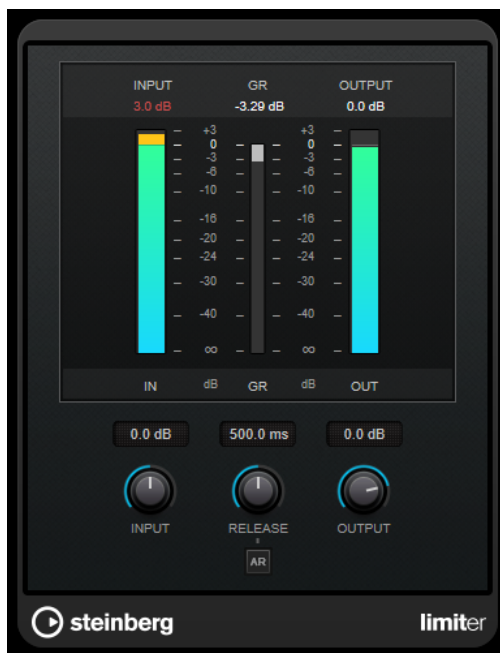 INPUT GR OUTPUT
3.0 dB -3.29 dB 0.0 dB
+3 +3
0 0
-3 -3
-6 -6
-10 -10
-16 -16
-20 -20
-24 -24
-30 -30
-40 -40
∞ ∞
IN dB GR dB OUT
0.0 dB 500.0 ms 0.0 dB
INPUT RELEASE OUTPUT
AR
steinberg limiter